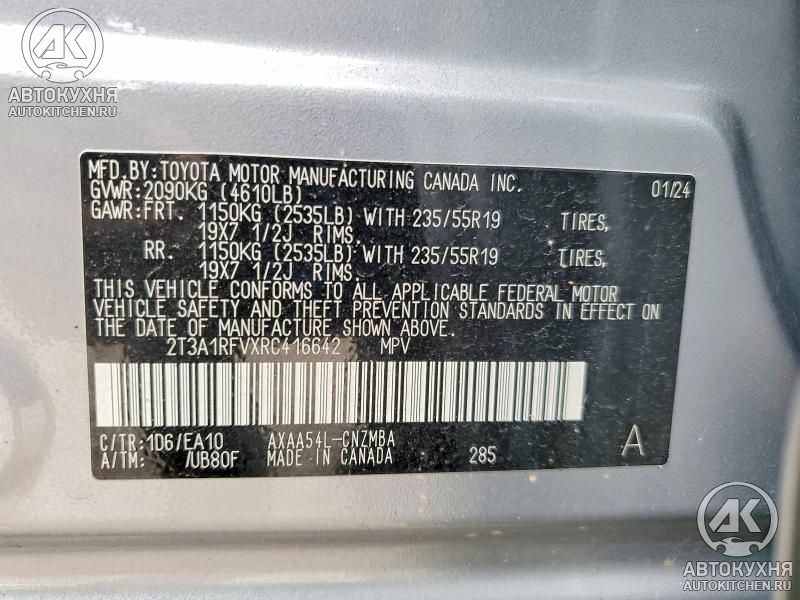 AK
АВТОКУХНЯ
AUTOKITCHEN.RU
MFD.BY:TOYOTA MOTOR MANUFACTURING CANADA INC. 01/24
GVWR:2090KG (4610LB)
GAWR:FRT. 1150KG (2535LB) WITH 235/55R19 TIRES,
19X7 1/2J RIMS.
RR. 1150KG (2535LB) WITH 235/55R19 TIRES,
19X7 1/2J RIMS.
THIS VEHICLE CONFORMS TO ALL APPLICABLE FEDERAL MOTOR
VEHICLE SAFETY AND THEFT PREVENTION STANDARDS IN EFFECT ON
THE DATE OF MANUFACTURE SHOWN ABOVE.
2T3A1RFVXRC416642 MPV
C/TR:1D6/EA10 AXAA54L-CNZMBA
A/TM: /UB80F MADE IN CANADA 285 A
AK
АВТОКУХНЯ
AUTOKITCHEN.RU